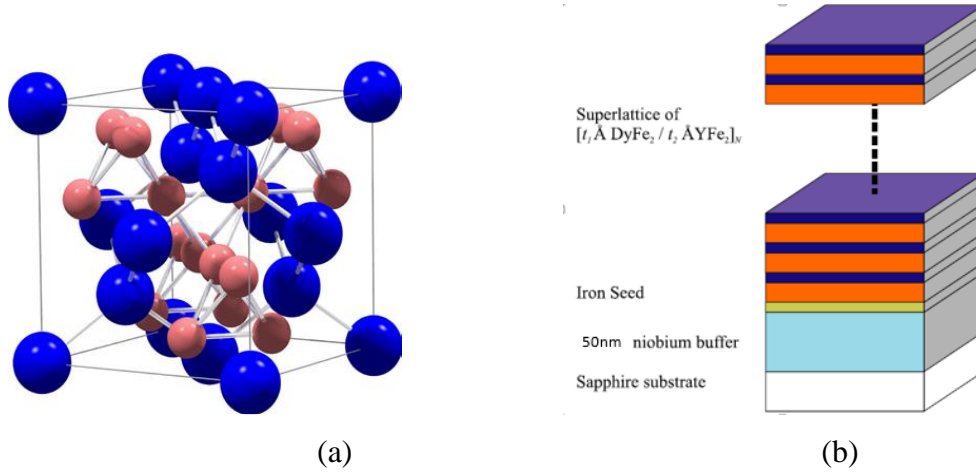 Superlattice of
[t₁ Å DyFe₂ / t₂ ÅYFe₂]N
Iron Seed
50nm niobium buffer
Sapphire substrate
(a) (b)